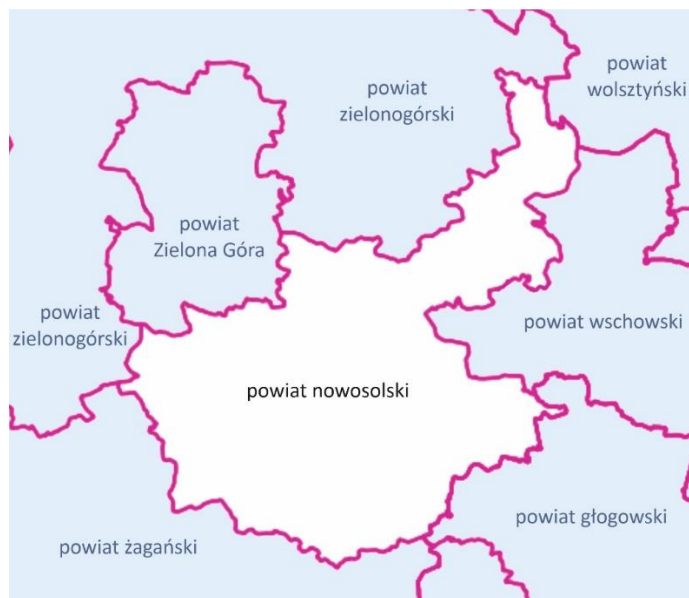 powiat
wolsztyński
powiat
zielonogórski
powiat
Zielona Góra
powiat
zielonogórski
powiat wschowski
powiat nowosolski
powiat głogowski
powiat żagański